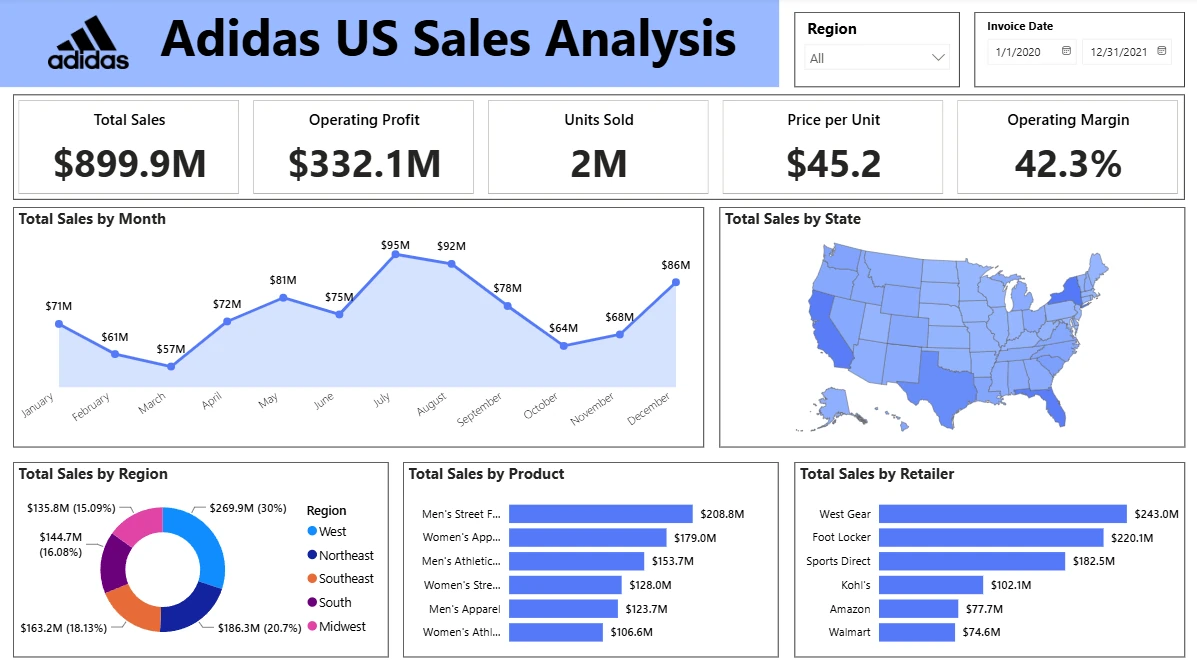 adidas
Adidas US Sales Analysis
Region
All
Invoice Date
1/1/2020
12/31/2021
Total Sales
$899.9M
Operating Profit
$332.1M
Units Sold
2M
Price per Unit
$45.2
Operating Margin
42.3%
Total Sales by Month
$71M
$61M
$57M
$72M
$81M
$75M
$95M
$92M
$78M
$64M
$68M
$86M
January
February
March
April
May
June
July
August
September
October
November
December
Total Sales by State
Total Sales by Region
$135.8M (15.09%)
$269.9M (30%)
$144.7M
(16.08%)
$163.2M (18.13%)
$186.3M (20.7%)
Region
West
Northeast
Southeast
South
Midwest
Total Sales by Product
Men's Street F... $208.8M
Women's App... $179.0M
Men's Athletic... $153.7M
Women's Stre... $128.0M
Men's Apparel $123.7M
Women's Athl... $106.6M
Total Sales by Retailer
West Gear $243.0M
Foot Locker $220.1M
Sports Direct $182.5M
Kohl's $102.1M
Amazon $77.7M
Walmart $74.6M